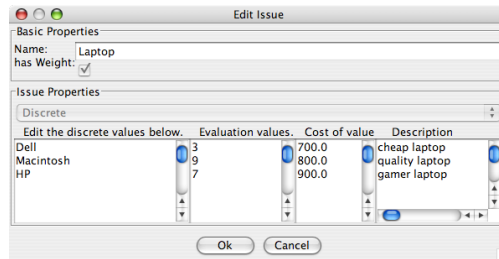 Edit Issue
Basic Properties
Name: Laptop
has Weight:
Issue Properties
Discrete
Edit the discrete values below. Evaluation values. Cost of value Description
Dell 3 700.0 cheap laptop
Macintosh 9 800.0 quality laptop
HP 7 900.0 gamer laptop
Ok Cancel